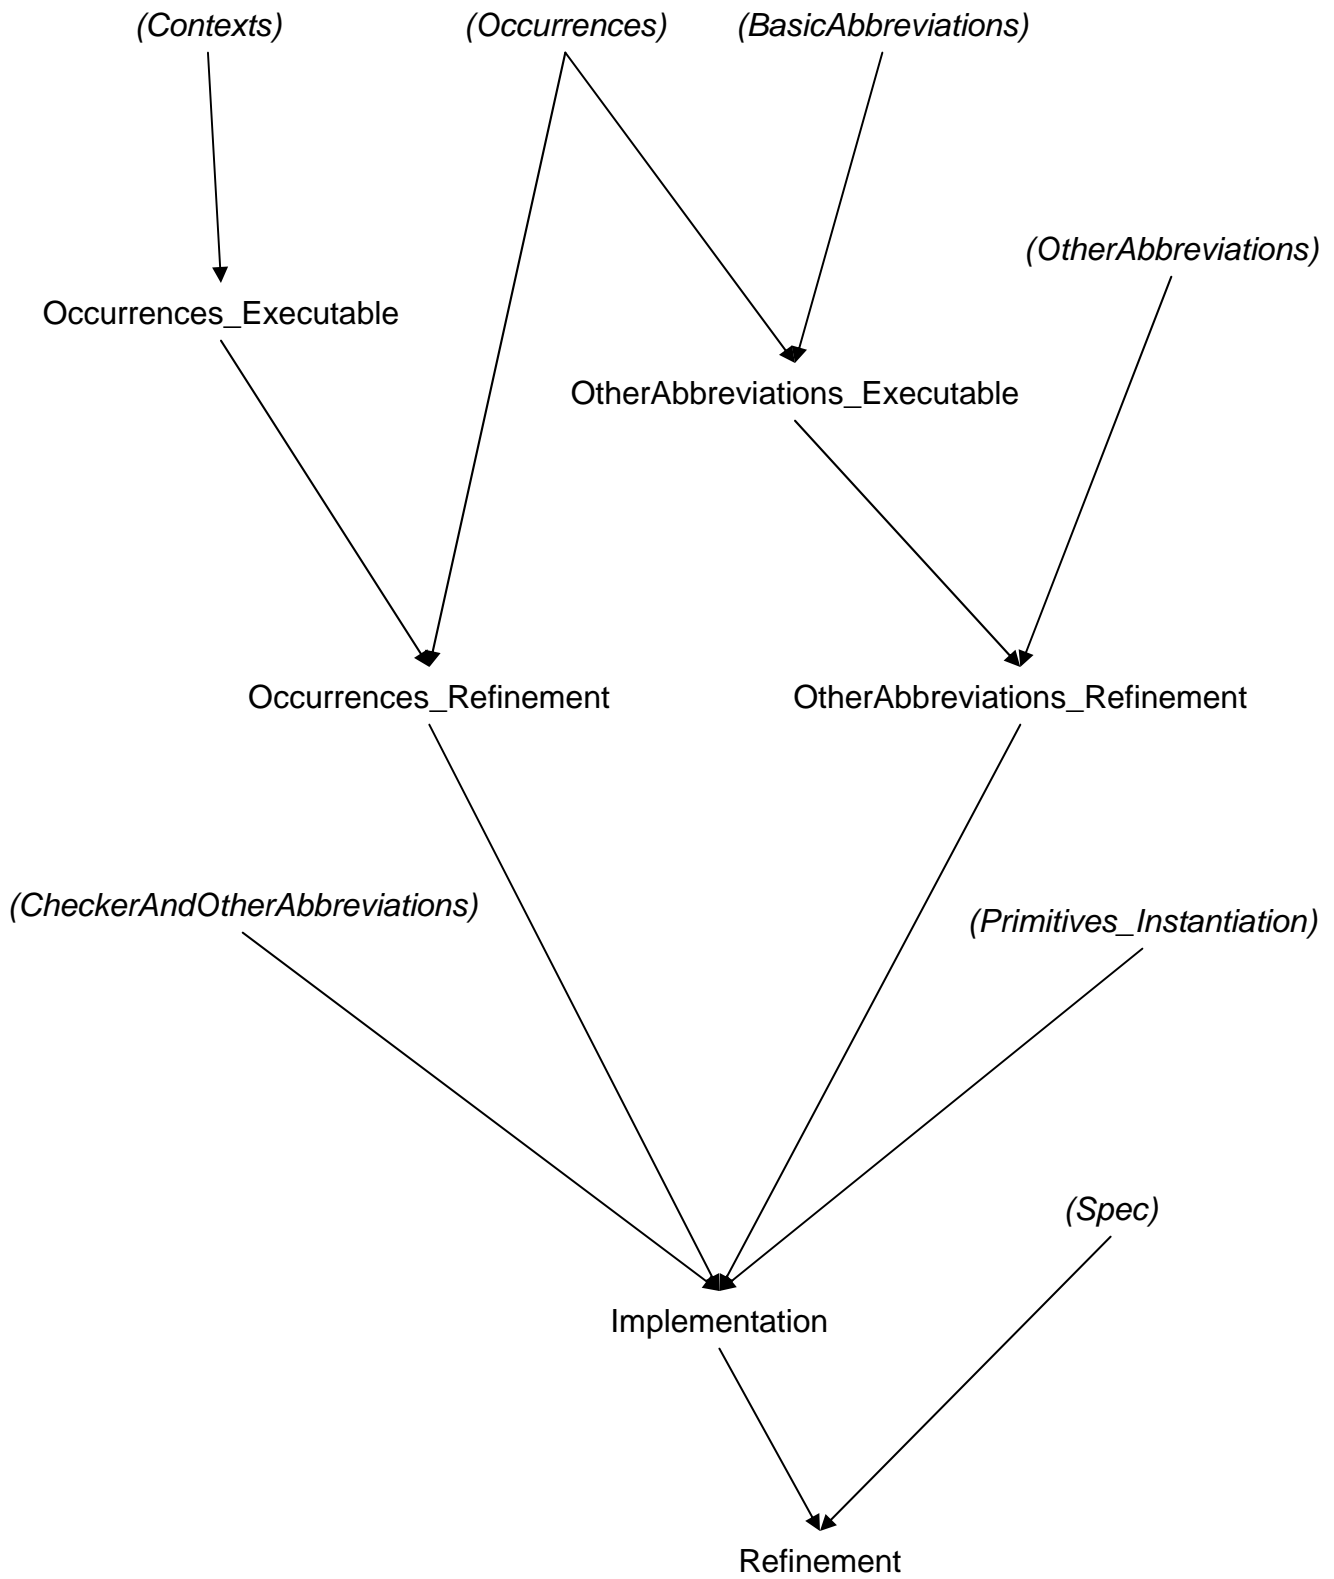 (Contexts)
(Occurrences)
(BasicAbbreviations)
(OtherAbbreviations)
Occurrences_Executable
OtherAbbreviations_Executable
Occurrences_Refinement
OtherAbbreviations_Refinement
(CheckerAndOtherAbbreviations)
(Primitives_Instantiation)
(Spec)
Implementation
Refinement